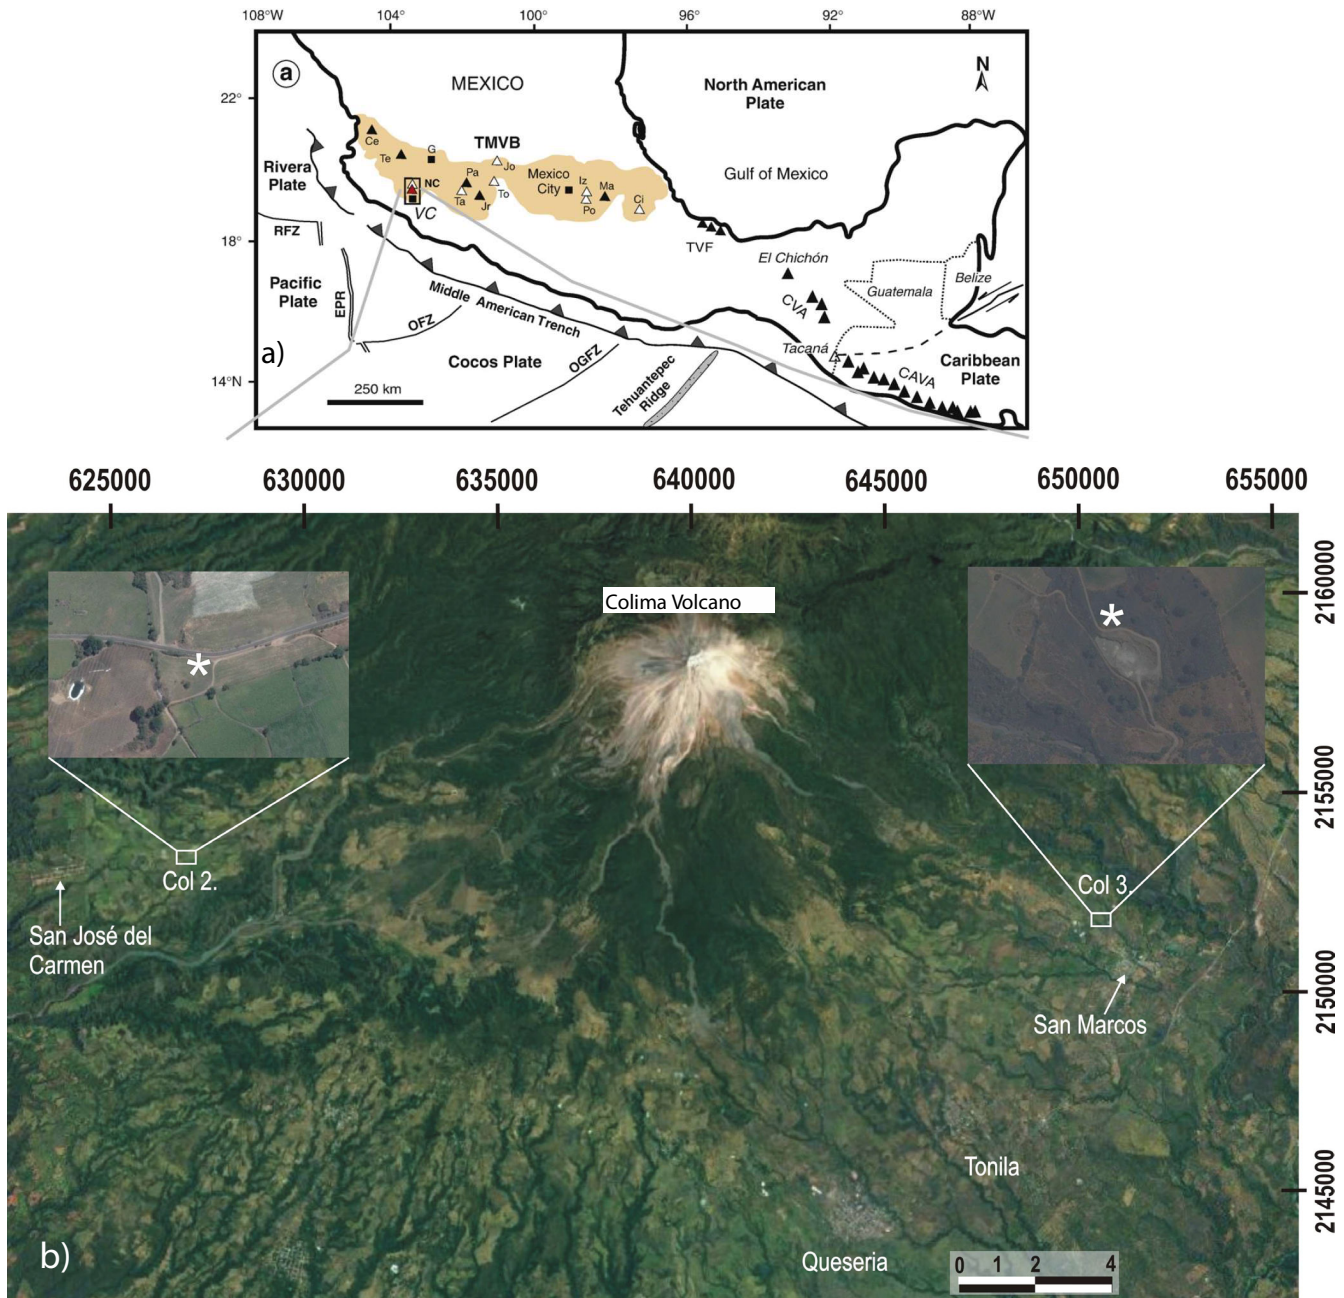 108°W 104° 100° 96° 92° 88°W
a
MEXICO
North American
Plate
N
22°
Gulf of Mexico
TMVB
Ce
Te
G
Jo
Pa
Mexico
City
Iz
Ma
Rivera
Plate
NC
Ta
Jr
To
Po
Ci
VC
RFZ
18°
TVF
El Chichón
Guatemala
Belize
Pacific
Plate
EPR
OFZ
Middle American Trench
CVA
Tacaná
a)
Cocos Plate
OGFZ
Tehuantepec
Ridge
CAVA
Caribbean
Plate
14°N
250 km
625000 630000 635000 640000 645000 650000 655000
2160000
Colima Volcano
*
*
2155000
Col 2.
Col 3.
San José del
Carmen
2150000
San Marcos
Tonila
2145000
b)
Queseria
0 1 2 4